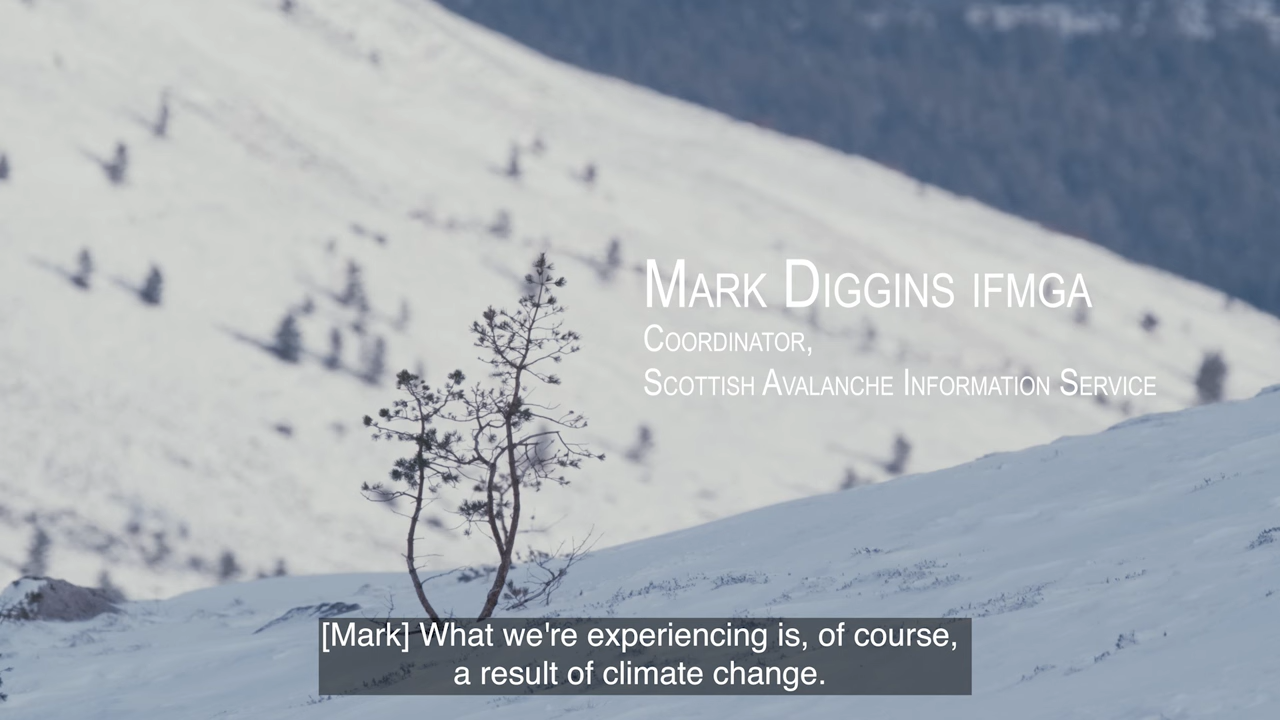 Mark Diggins IFMGA
Coordinator,
Scottish Avalanche Information Service
[Mark] What we're experiencing is, of course,
a result of climate change.